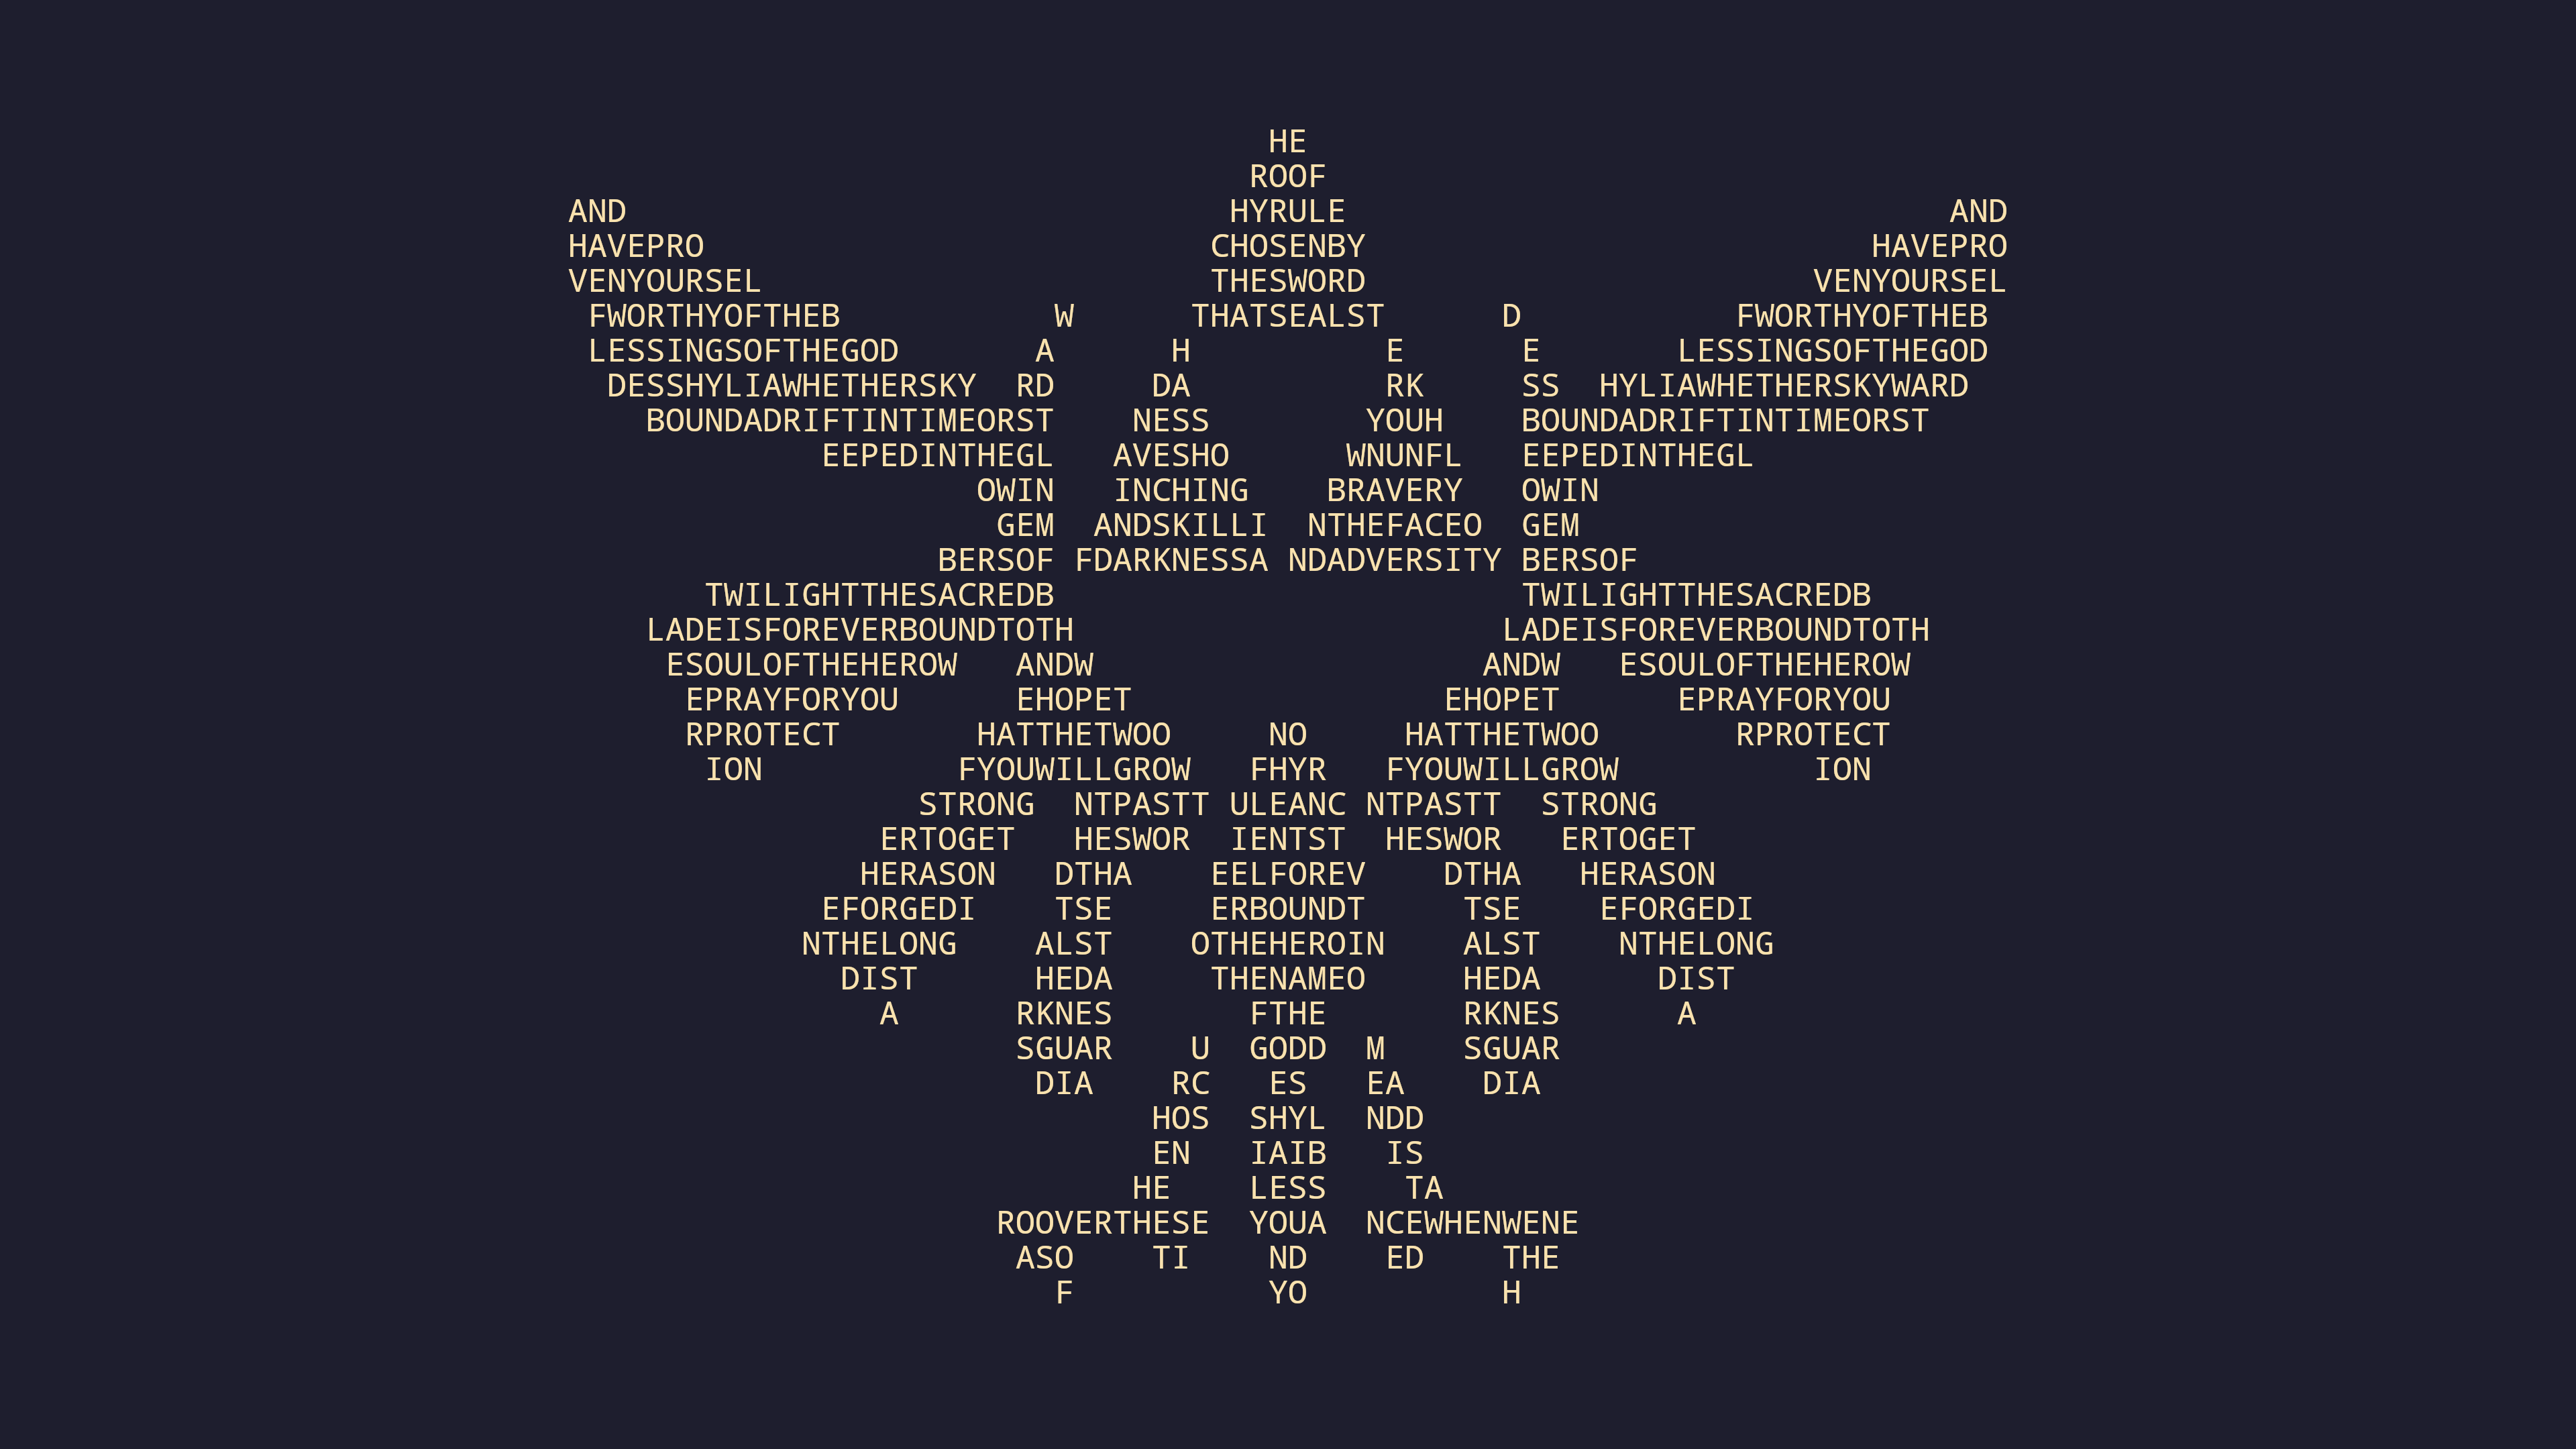 HE
ROOF
AND HYRULE AND
HAVEPRO CHOSENBY HAVEPRO
VENYOURSEL THESWORD VENYOURSEL
FWORTHYOFTHEB W THATSEALST D FWORTHYOFTHEB
LESSINGSOFTHEGOD A H E E LESSINGSOFTHEGOD
DESSHYLIAWHETHERSKY RD DA RK SS HYLIAWHETHERSKYWARD
BOUNDADRIFTINTIMEORST NESS YOUH BOUNDADRIFTINTIMEORST
EEPEDINTHEGL AVESHO WNUNFL EEPEDINTHEGL
OWIN INCHING BRAVERY OWIN
GEM ANDSKILLI NTHEFACEO GEM
BERSOF FDARKNESSA NDADVERSITY BERSOF
TWILIGHTTHESACREDB TWILIGHTTHESACREDB
LADEISFOREVERBOUNDTOTH LADEISFOREVERBOUNDTOTH
ESOULOFTHEHEROW ANDW ANDW ESOULOFTHEHEROW
EPRAYFORYOU EHOPET EHOPET EPRAYFORYOU
RPROTECT HATTHETWOO NO HATTHETWOO RPROTECT
ION FYOUWILLGROW FHYR FYOUWILLGROW ION
STRONG NTPASTT ULEANC NTPASTT STRONG
ERTOGET HESWOR IENTST HESWOR ERTOGET
HERASON DTHA EELFOREV DTHA HERASON
EFORGEDI TSE ERBOUNDT TSE EFORGEDI
NTHELONG ALST OTHEHEROIN ALST NTHELONG
DIST HEDA THENAMEO HEDA DIST
A RKNES FTHE RKNES A
SGUAR U GODD M SGUAR
DIA RC ES EA DIA
HOS SHYL NDD
EN IAIB IS
HE LESS TA
ROOVERTHESE YOUA NCEWHENWENE
ASO TI ND ED THE
F YO H